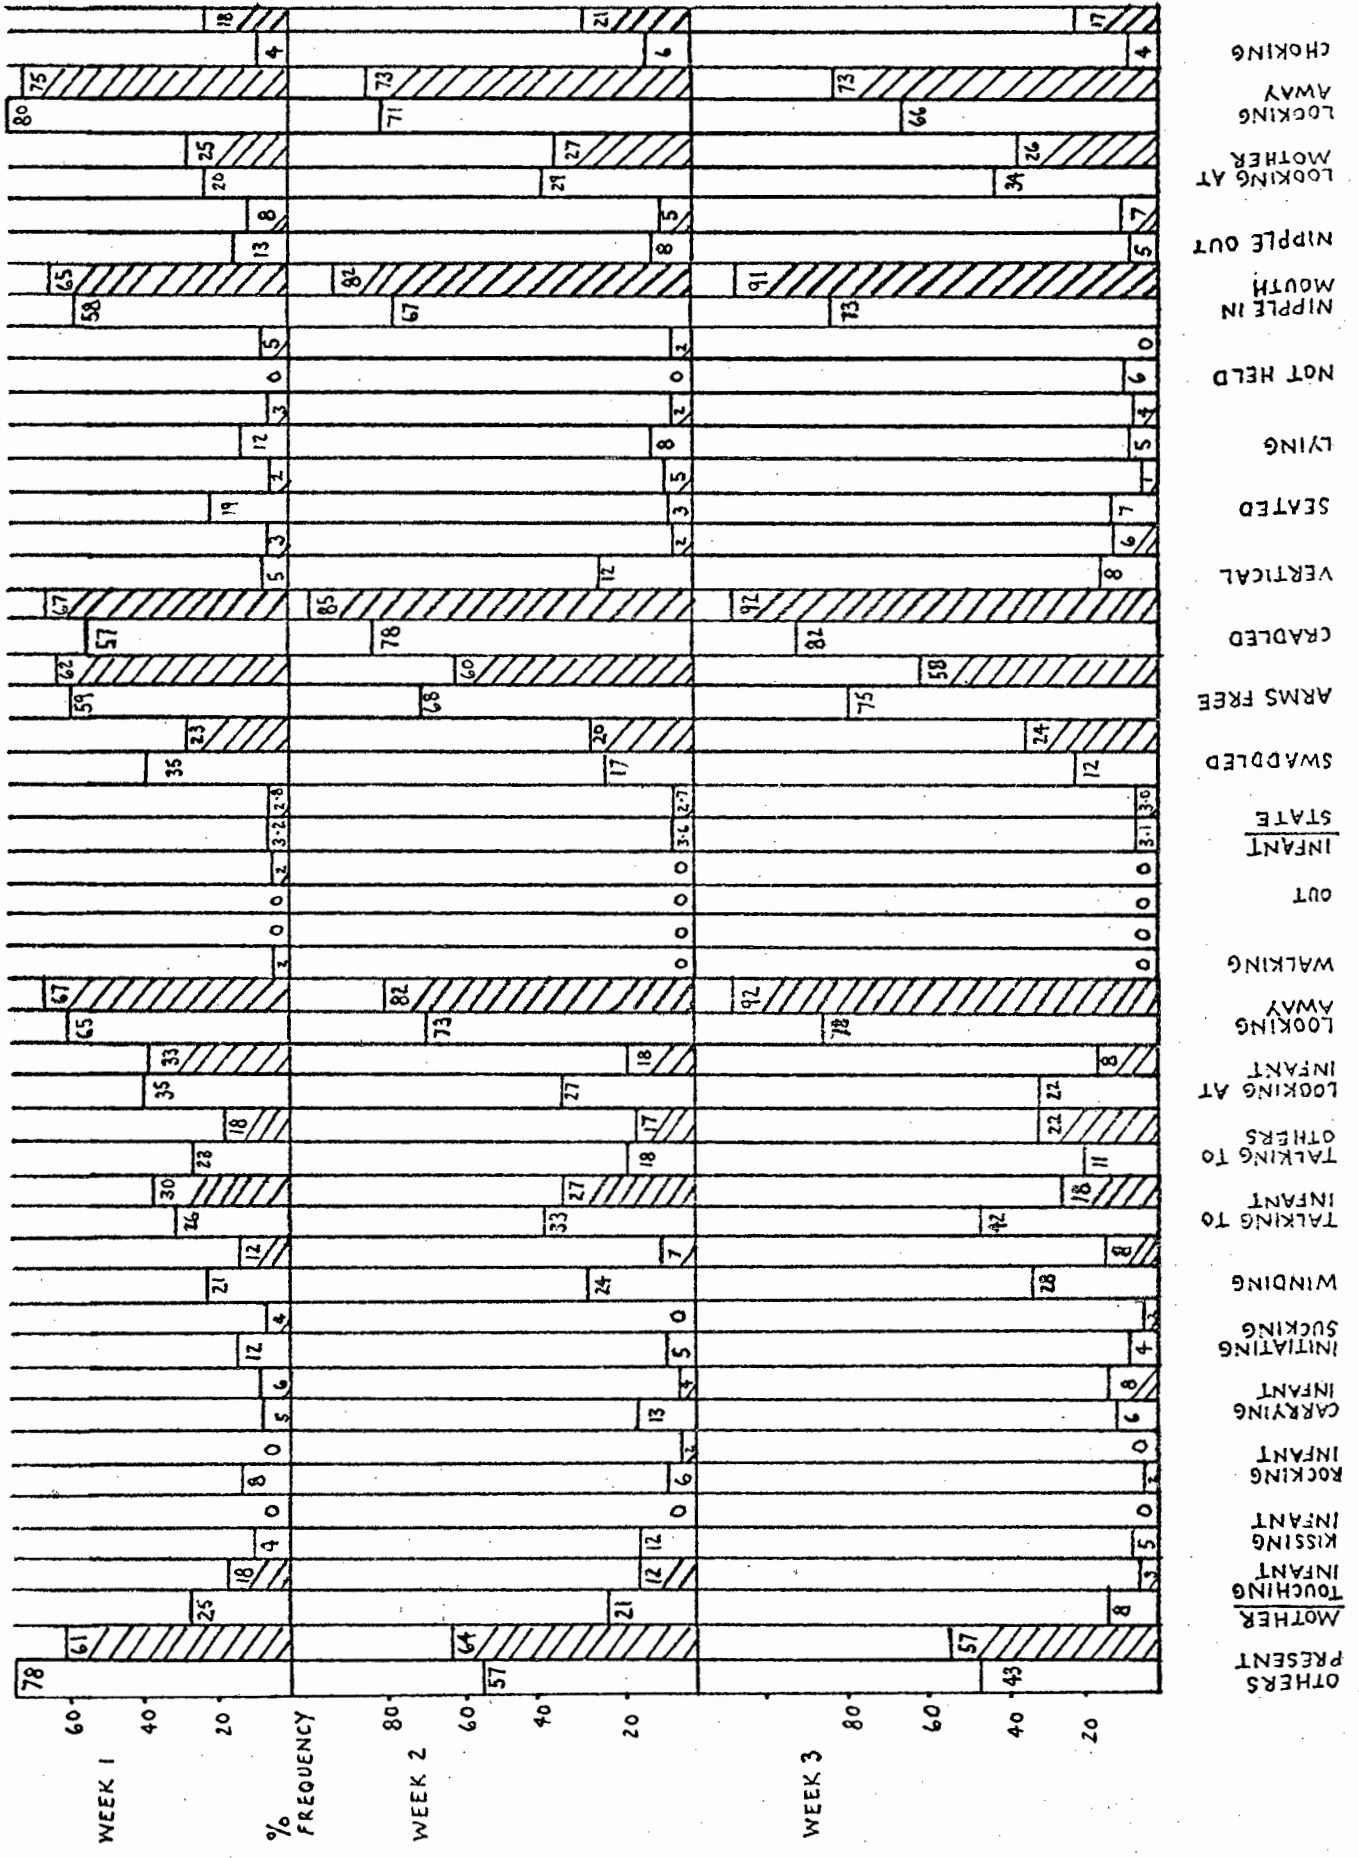 WEEK 1
60
40
20
78 61 25 18 4 0 8 0 5 6 12 4 21 12 26 30 23 18 35 33 65 67 2 0 0 2 3.2 2.8 35 23 59 62 57 67 5 3 19 2 12 3 0 5 58 65 13 8 20 25 80 75 4 18
%
FREQUENCY
WEEK 2
80
60
40
20
57 64 21 12 12 0 6 2 13 4 5 0 24 7 33 27 18 17 27 18 73 82 0 0 0 0 2.7 17 20 68 60 78 85 12 2 3 5 8 2 0 2 67 82 8 5 29 27 71 73 6 21
WEEK 3
80
60
40
20
43 57 8 3 5 0 2 0 6 8 4 3 28 8 42 18 11 22 22 8 78 92 0 0 0 0 3.1 3.0 12 24 75 58 82 92 8 6 7 1 5 4 6 0 73 91 5 7 34 26 66 73 4 17
OTHERS
PRESENT
MOTHER
TOUCHING
INFANT
KISSING
INFANT
ROCKING
INFANT
CARRYING
INFANT
INITIATING
SUCKING
WINDING
TALKING TO
INFANT
TALKING TO
OTHERS
LOOKING AT
INFANT
LOOKING
AWAY
WALKING
OUT
INFANT
STATE
SWADDLED
ARMS FREE
CRADLED
VERTICAL
SEATED
LYING
NOT HELD
NIPPLE IN
MOUTH
NIPPLE OUT
LOOKING AT
MOTHER
LOOKING
AWAY
CHOKING